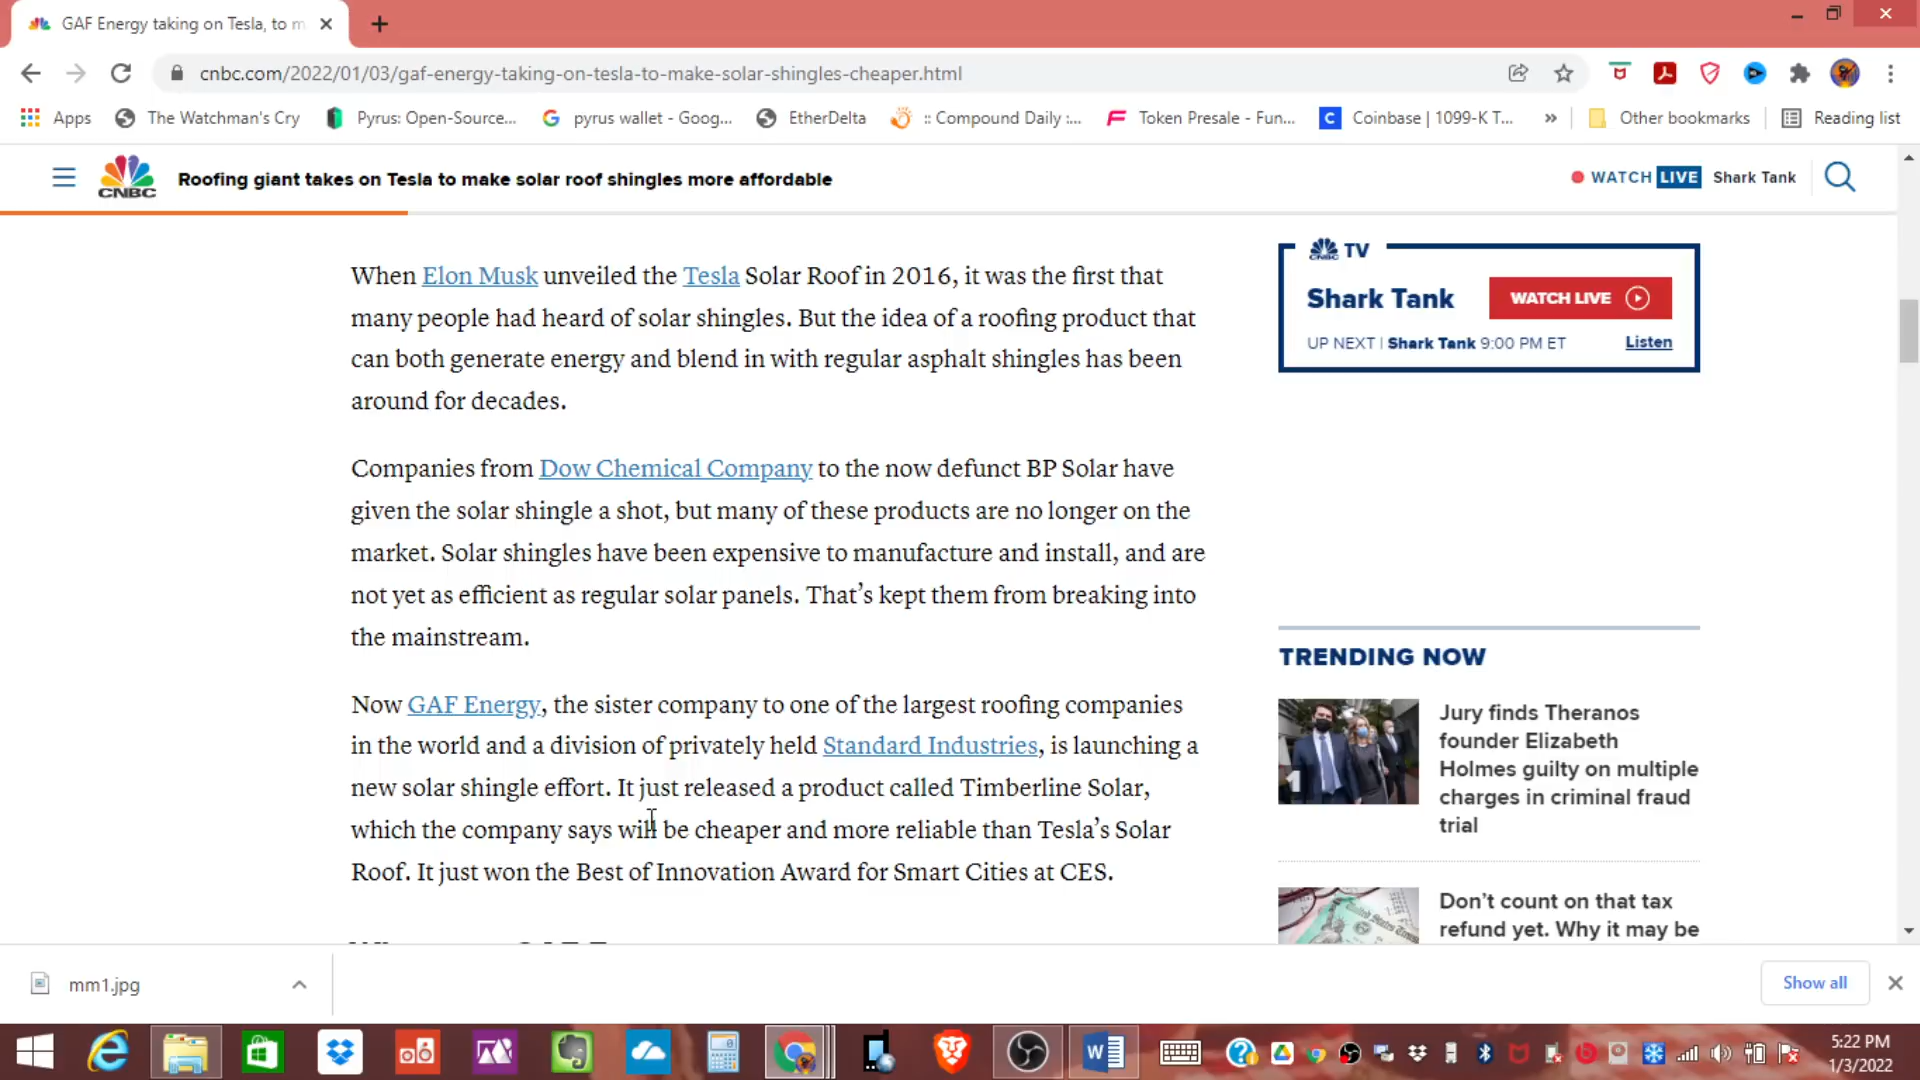 GAF Energy taking on Tesla, to m
cnbc.com/2022/01/03/gaf-energy-taking-on-tesla-to-make-solar-shingles-cheaper.html
Apps The Watchman's Cry Pyrus: Open-Source... pyrus wallet - Goog... EtherDelta :: Compound Daily :... Token Presale - Fun... Coinbase | 1099-K T... » Other bookmarks Reading list
CNBC Roofing giant takes on Tesla to make solar roof shingles more affordable WATCH LIVE Shark Tank
When Elon Musk unveiled the Tesla Solar Roof in 2016, it was the first that
many people had heard of solar shingles. But the idea of a roofing product that
can both generate energy and blend in with regular asphalt shingles has been
around for decades.
Companies from Dow Chemical Company to the now defunct BP Solar have
given the solar shingle a shot, but many of these products are no longer on the
market. Solar shingles have been expensive to manufacture and install, and are
not yet as efficient as regular solar panels. That's kept them from breaking into
the mainstream.
Now GAF Energy, the sister company to one of the largest roofing companies
in the world and a division of privately held Standard Industries, is launching a
new solar shingle effort. It just released a product called Timberline Solar,
which the company says will be cheaper and more reliable than Tesla's Solar
Roof. It just won the Best of Innovation Award for Smart Cities at CES.
CNBC TV
Shark Tank WATCH LIVE
UP NEXT | Shark Tank 9:00 PM ET Listen
TRENDING NOW
1
Jury finds Theranos
founder Elizabeth
Holmes guilty on multiple
charges in criminal fraud
trial
Don't count on that tax
refund yet. Why it may be
mm1.jpg Show all
5:22 PM
1/3/2022